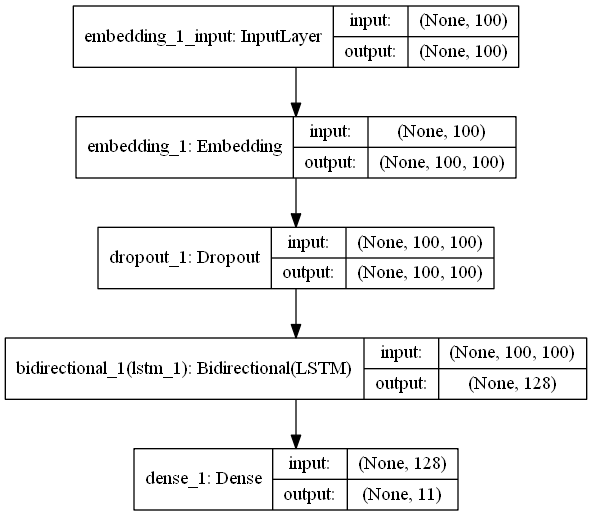 embedding_1_input: InputLayer
input: (None, 100)
output: (None, 100)
embedding_1: Embedding
input: (None, 100)
output: (None, 100, 100)
dropout_1: Dropout
input: (None, 100, 100)
output: (None, 100, 100)
bidirectional_1(lstm_1): Bidirectional(LSTM)
input: (None, 100, 100)
output: (None, 128)
dense_1: Dense
input: (None, 128)
output: (None, 11)